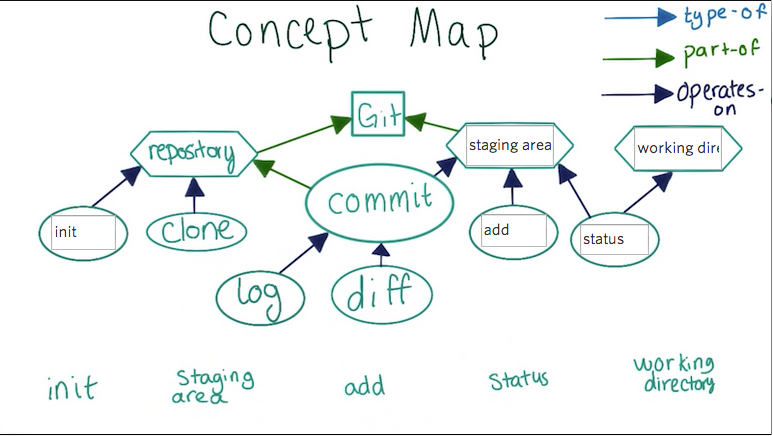 Concept Map
type-of
part-of
operates-
on
Git
repository
staging area
working dire
commit
init
clone
add
status
log
diff
init
Staging
area
add
Status
working
directory